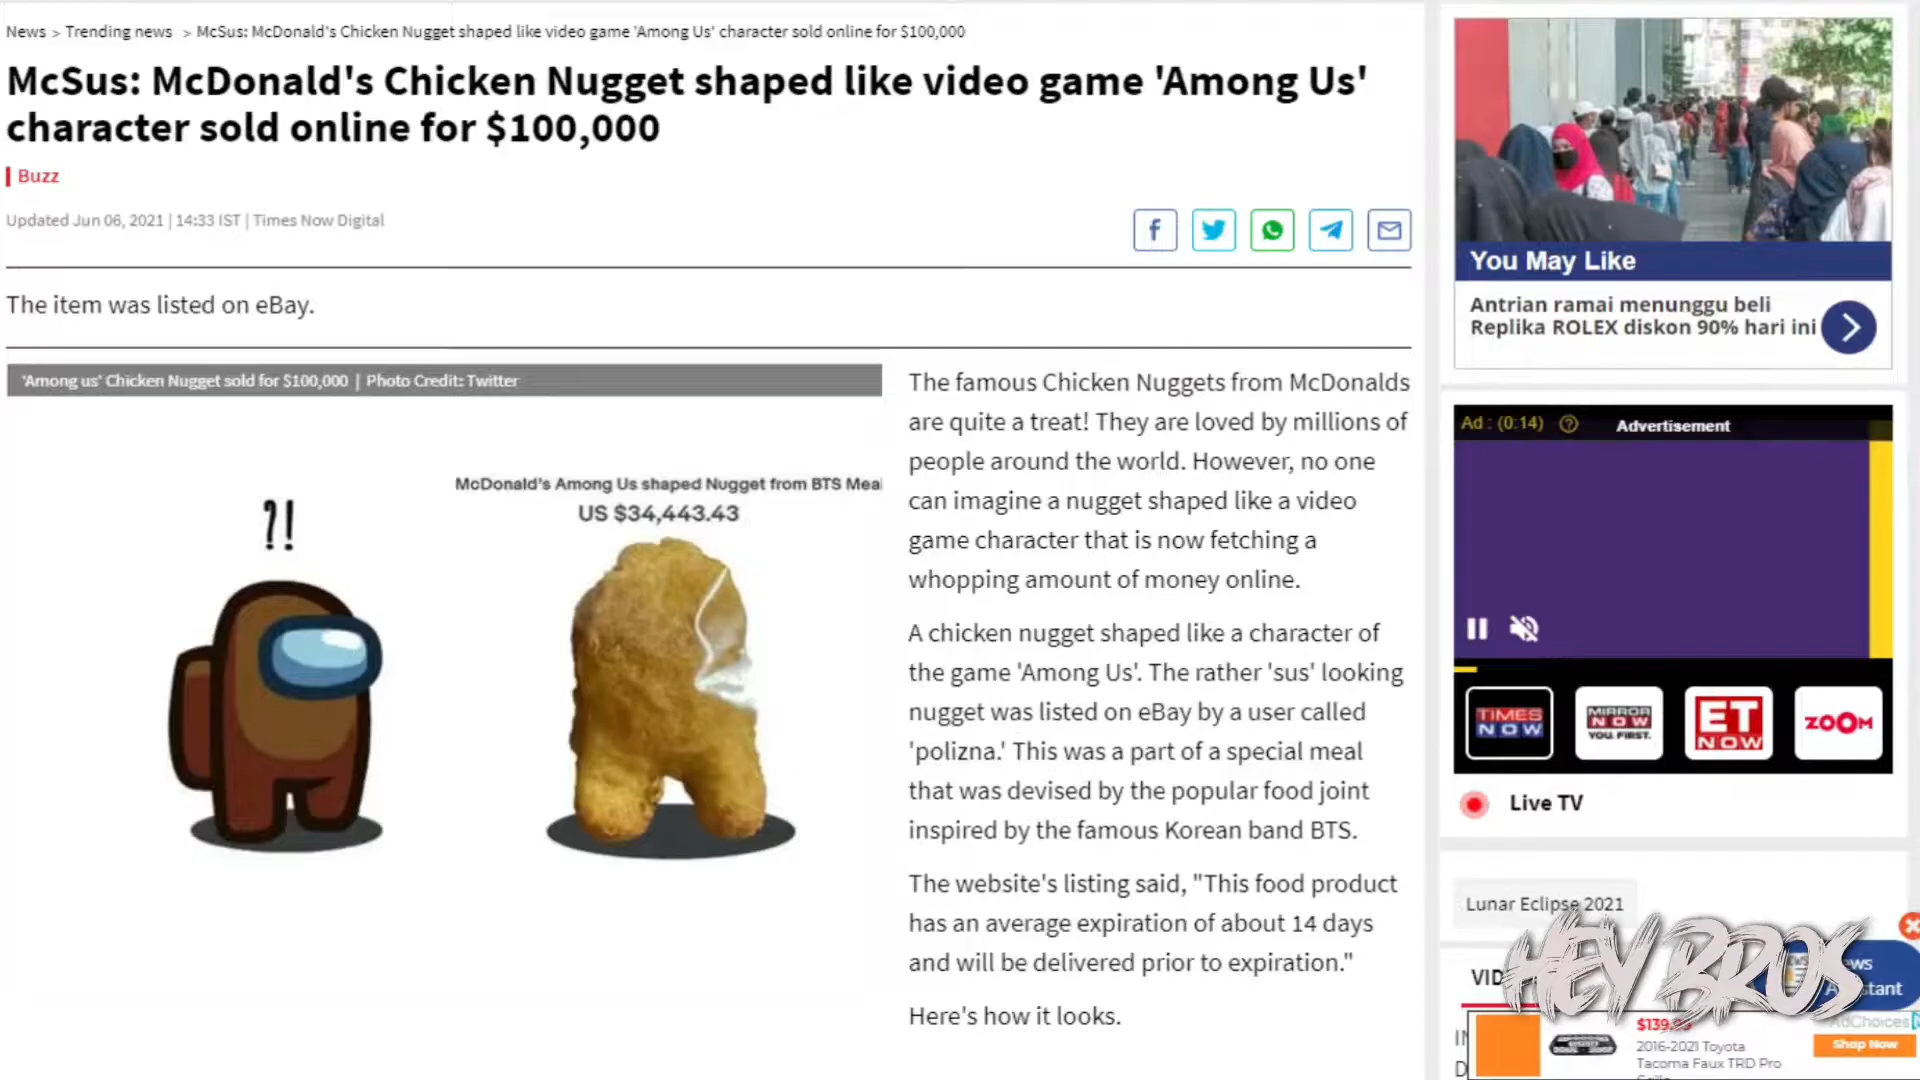 News > Trending news > McSus: McDonald's Chicken Nugget shaped like video game 'Among Us' character sold online for $100,000
McSus: McDonald's Chicken Nugget shaped like video game 'Among Us'
character sold online for $100,000
Buzz
Updated Jun 06, 2021 | 14:33 IST | Times Now Digital
The item was listed on eBay.
'Among us' Chicken Nugget sold for $100,000 | Photo Credit: Twitter
?!
McDonald's Among Us shaped Nugget from BTS Meal
US $34,443.43
The famous Chicken Nuggets from McDonalds
are quite a treat! They are loved by millions of
people around the world. However, no one
can imagine a nugget shaped like a video
game character that is now fetching a
whopping amount of money online.
A chicken nugget shaped like a character of
the game 'Among Us'. The rather 'sus' looking
nugget was listed on eBay by a user called
'polizna.' This was a part of a special meal
that was devised by the popular food joint
inspired by the famous Korean band BTS.
The website's listing said, "This food product
has an average expiration of about 14 days
and will be delivered prior to expiration."
Here's how it looks.
You May Like
Antrian ramai menunggu beli
Replika ROLEX diskon 90% hari ini
Ad : (0:14) ? Advertisement
TIMES NOW
MIRROR NOW YOU. FIRST.
ET NOW
ZOOM
Live TV
Lunar Eclipse 2021
HEY BROS
AdChoices
2016-2021 Toyota
Tacoma Faux TRD Pro
Shop Now